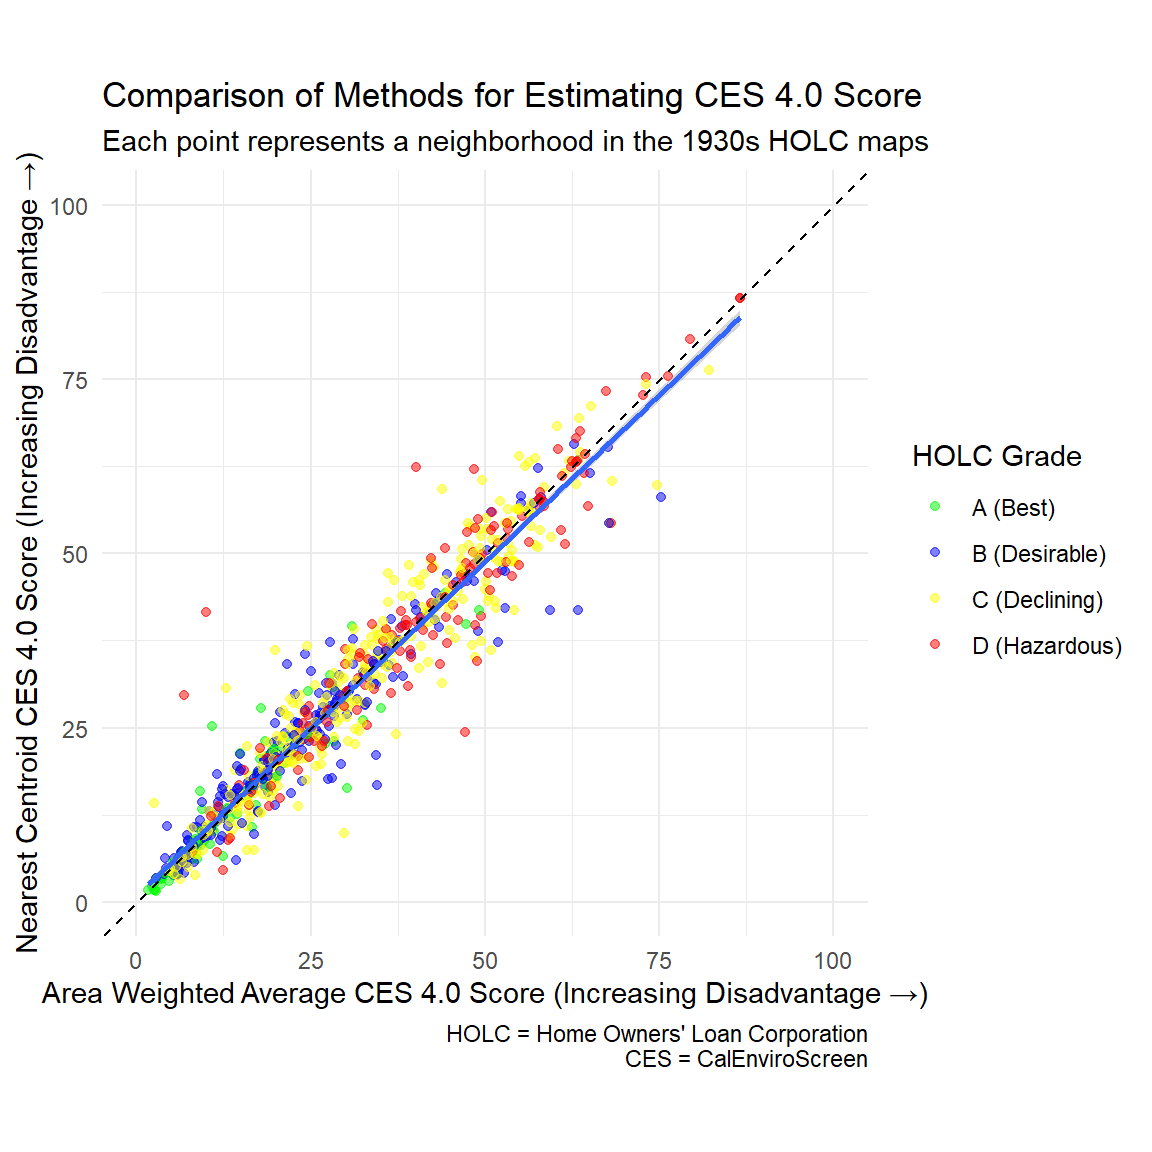 Comparison of Methods for Estimating CES 4.0 Score
Each point represents a neighborhood in the 1930s HOLC maps
Nearest Centroid CES 4.0 Score (Increasing Disadvantage →)
100
75
50
25
0
0 25 50 75 100
Area Weighted Average CES 4.0 Score (Increasing Disadvantage →)
HOLC Grade
A (Best)
B (Desirable)
C (Declining)
D (Hazardous)
HOLC = Home Owners' Loan Corporation
CES = CalEnviroScreen